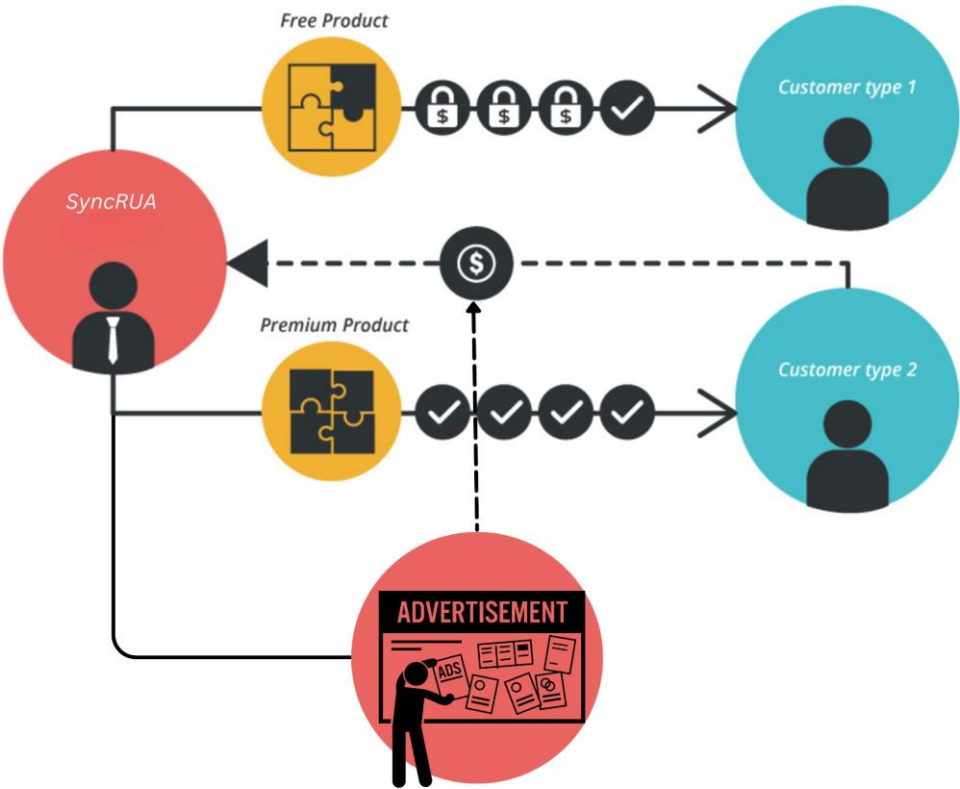 Free Product
Customer type 1
$
$
$
SyncRUA
$
Premium Product
Customer type 2
ADVERTISEMENT
ADS